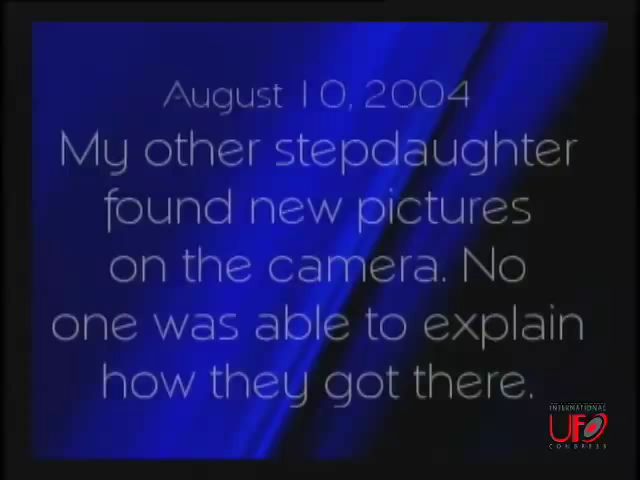 August 10, 2004
My other stepdaughter
found new pictures
on the camera. No
one was able to explain
how they got there.
INTERNATIONAL
UFO
CONGRESS